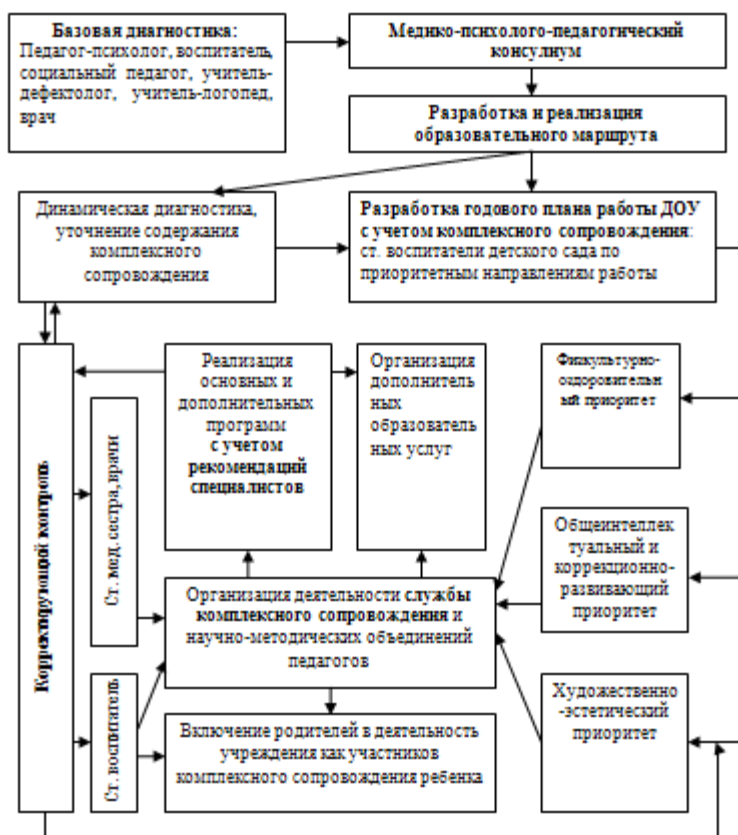 Базовая диагностика:
Педагог-психолог, воспитатель,
социальный педагог, учитель-
дефектолог, учитель-логопед,
врач
Медико-психолого-педагогический
консулиум
Разработка и реализация
образовательного маршрута
Динамическая диагностика,
уточнение содержания
комплексного
сопровождения
Разработка годового плана работы ДОУ
с учетом комплексного сопровождения:
ст. воспитатели детского сада по
приоритетным направлениям работы
Корректирующий контроль
Ст. мед. сестра, врачи
Ст. воспитатель
Реализация
основных и
дополнительных
программ
с учетом
рекомендаций
специалистов
Организация
дополнитель
ных
образователь
ных услуг
Физкультурно-
оздоровительн
ый приоритет
Общеинтеллек
туальный и
коррекционно-
развивающий
приоритет
Организация деятельности службы
комплексного сопровождения и
научно-методических объединений
педагогов
Художественно
-эстетический
приоритет
Включение родителей в деятельность
учреждения как участников
комплексного сопровождения ребенка